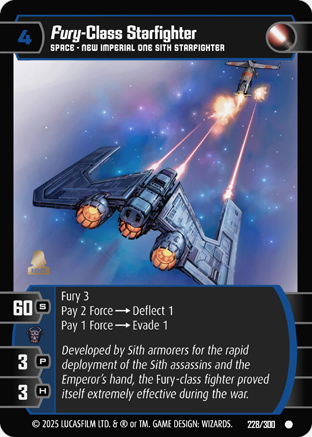 4
Fury-Class Starfighter
SPACE - NEW IMPERIAL ONE SITH STARFIGHTER
60 S
3 P
3 H
Fury 3
Pay 2 Force → Deflect 1
Pay 1 Force → Evade 1
Developed by Sith armorers for the rapid
deployment of the Sith assassins and the
Emperor's hand, the Fury-class fighter proved
itself extremely effective during the war.
© 2025 LUCASFILM LTD. & ® or TM. GAME DESIGN: WIZARDS.
228/300